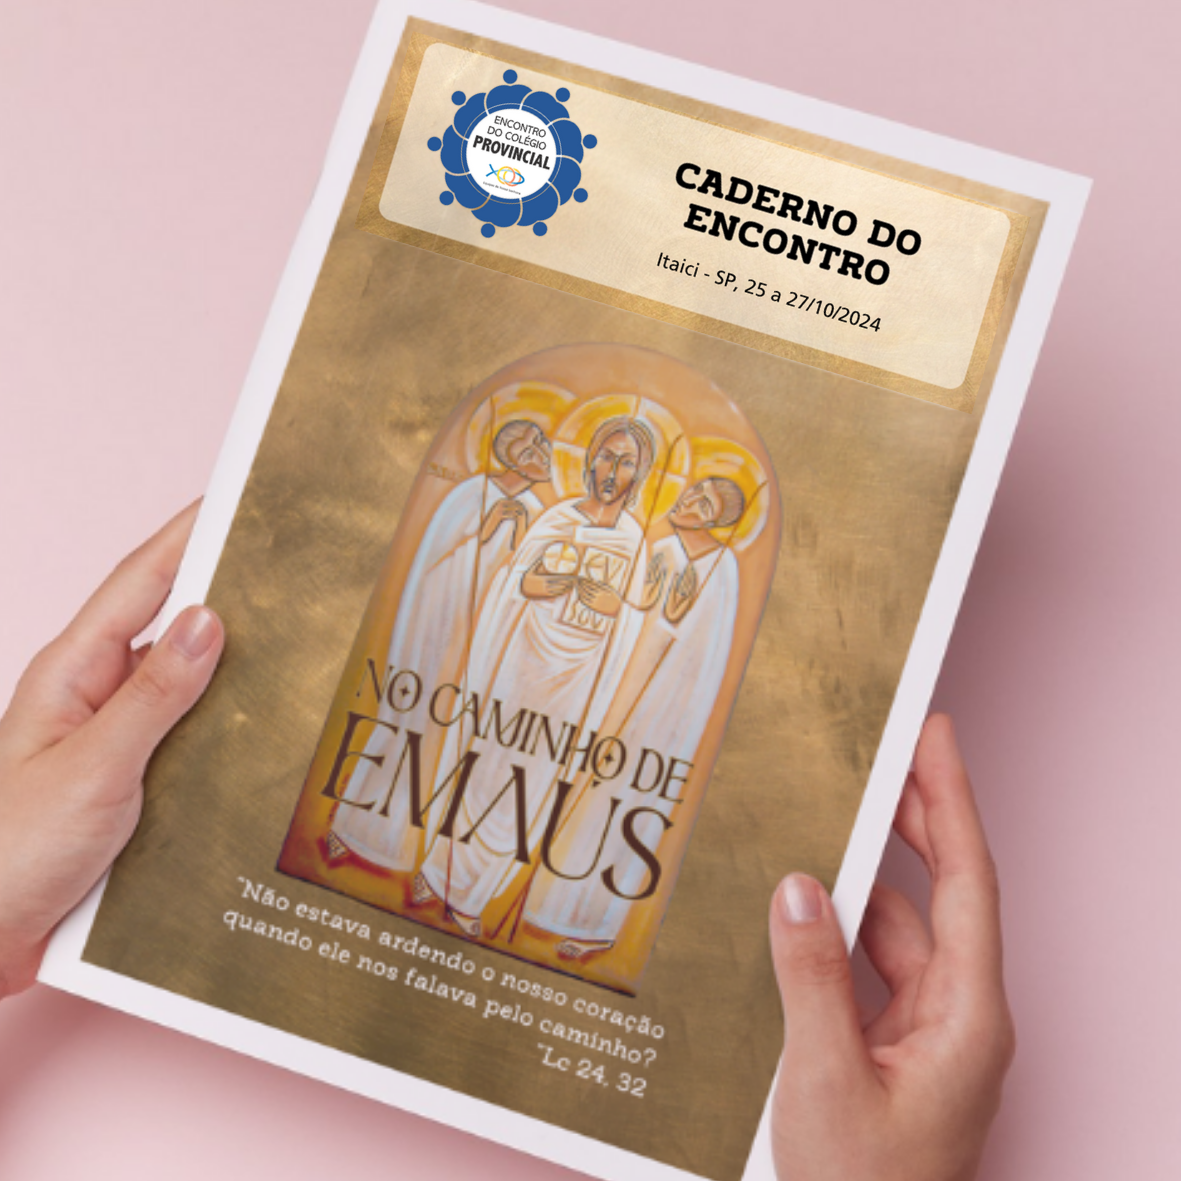 ENCONTRO
DO COLÉGIO
PROVINCIAL
CADERNO DO
ENCONTRO
Itaici - SP, 25 a 27/10/2024
NO CAMINHO DE
EMAÚS
"Não estava ardendo o nosso coração
quando ele nos falava pelo caminho?
"Lc 24, 32